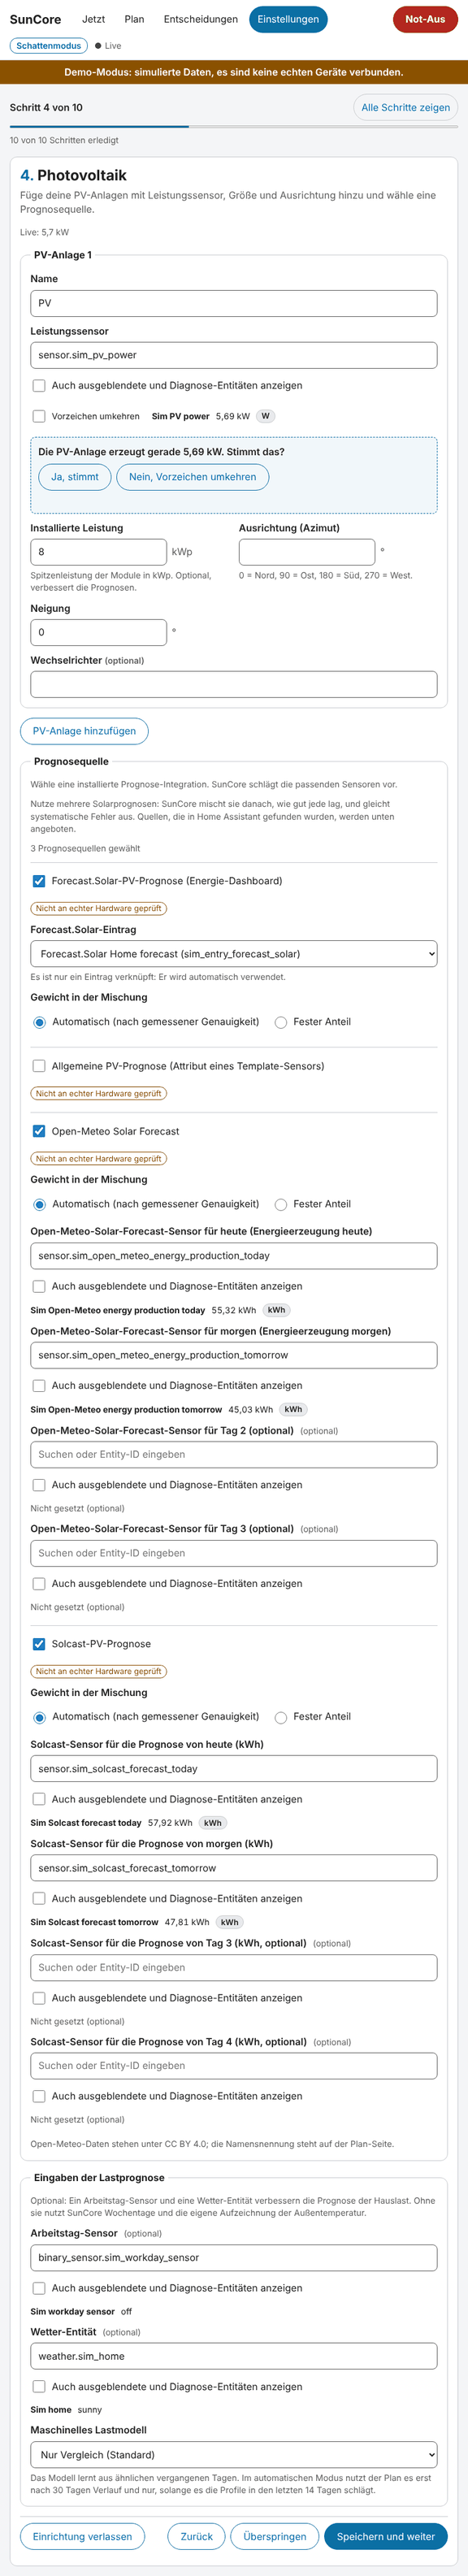 SunCore
Jetzt
Plan
Entscheidungen
Einstellungen
Not-Aus
Schattenmodus
Live
Demo-Modus: simulierte Daten, es sind keine echten Geräte verbunden.
Schritt 4 von 10
Alle Schritte zeigen
10 von 10 Schritten erledigt
4. Photovoltaik
Füge deine PV-Anlagen mit Leistungssensor, Größe und Ausrichtung hinzu und wähle eine
Prognosequelle.
Live: 5,7 kW
PV-Anlage 1
Name
PV
Leistungssensor
sensor.sim_pv_power
Auch ausgeblendete und Diagnose-Entitäten anzeigen
Vorzeichen umkehren Sim PV power 5,69 kW W
Die PV-Anlage erzeugt gerade 5,69 kW. Stimmt das?
Ja, stimmt
Nein, Vorzeichen umkehren
Installierte Leistung
8 kWp
Spitzenleistung der Module in kWp. Optional,
verbessert die Prognosen.
Ausrichtung (Azimut)
°
0 = Nord, 90 = Ost, 180 = Süd, 270 = West.
Neigung
0 °
Wechselrichter (optional)
PV-Anlage hinzufügen
Prognosequelle
Wähle eine installierte Prognose-Integration. SunCore schlägt die passenden Sensoren vor.
Nutze mehrere Solarprognosen: SunCore mischt sie danach, wie gut jede lag, und gleicht
systematische Fehler aus. Quellen, die in Home Assistant gefunden wurden, werden unten
angeboten.
3 Prognosequellen gewählt
Forecast.Solar-PV-Prognose (Energie-Dashboard)
Nicht an echter Hardware geprüft
Forecast.Solar-Eintrag
Forecast.Solar Home forecast (sim_entry_forecast_solar)
Es ist nur ein Eintrag verknüpft: Er wird automatisch verwendet.
Gewicht in der Mischung
Automatisch (nach gemessener Genauigkeit) Fester Anteil
Allgemeine PV-Prognose (Attribut eines Template-Sensors)
Nicht an echter Hardware geprüft
Open-Meteo Solar Forecast
Nicht an echter Hardware geprüft
Gewicht in der Mischung
Automatisch (nach gemessener Genauigkeit) Fester Anteil
Open-Meteo-Solar-Forecast-Sensor für heute (Energieerzeugung heute)
sensor.sim_open_meteo_energy_production_today
Auch ausgeblendete und Diagnose-Entitäten anzeigen
Sim Open-Meteo energy production today 55,32 kWh kWh
Open-Meteo-Solar-Forecast-Sensor für morgen (Energieerzeugung morgen)
sensor.sim_open_meteo_energy_production_tomorrow
Auch ausgeblendete und Diagnose-Entitäten anzeigen
Sim Open-Meteo energy production tomorrow 45,03 kWh kWh
Open-Meteo-Solar-Forecast-Sensor für Tag 2 (optional) (optional)
Suchen oder Entity-ID eingeben
Auch ausgeblendete und Diagnose-Entitäten anzeigen
Nicht gesetzt (optional)
Open-Meteo-Solar-Forecast-Sensor für Tag 3 (optional) (optional)
Suchen oder Entity-ID eingeben
Auch ausgeblendete und Diagnose-Entitäten anzeigen
Nicht gesetzt (optional)
Solcast-PV-Prognose
Nicht an echter Hardware geprüft
Gewicht in der Mischung
Automatisch (nach gemessener Genauigkeit) Fester Anteil
Solcast-Sensor für die Prognose von heute (kWh)
sensor.sim_solcast_forecast_today
Auch ausgeblendete und Diagnose-Entitäten anzeigen
Sim Solcast forecast today 57,92 kWh kWh
Solcast-Sensor für die Prognose von morgen (kWh)
sensor.sim_solcast_forecast_tomorrow
Auch ausgeblendete und Diagnose-Entitäten anzeigen
Sim Solcast forecast tomorrow 47,81 kWh kWh
Solcast-Sensor für die Prognose von Tag 3 (kWh, optional) (optional)
Suchen oder Entity-ID eingeben
Auch ausgeblendete und Diagnose-Entitäten anzeigen
Nicht gesetzt (optional)
Solcast-Sensor für die Prognose von Tag 4 (kWh, optional) (optional)
Suchen oder Entity-ID eingeben
Auch ausgeblendete und Diagnose-Entitäten anzeigen
Nicht gesetzt (optional)
Open-Meteo-Daten stehen unter CC BY 4.0; die Namensnennung steht auf der Plan-Seite.
Eingaben der Lastprognose
Optional: Ein Arbeitstag-Sensor und eine Wetter-Entität verbessern die Prognose der Hauslast. Ohne
sie nutzt SunCore Wochentage und die eigene Aufzeichnung der Außentemperatur.
Arbeitstag-Sensor (optional)
binary_sensor.sim_workday_sensor
Auch ausgeblendete und Diagnose-Entitäten anzeigen
Sim workday sensor off
Wetter-Entität (optional)
weather.sim_home
Auch ausgeblendete und Diagnose-Entitäten anzeigen
Sim home sunny
Maschinelles Lastmodell
Nur Vergleich (Standard)
Das Modell lernt aus ähnlichen vergangenen Tagen. Im automatischen Modus nutzt der Plan es erst
nach 30 Tagen Verlauf und nur, solange es die Profile in den letzten 14 Tagen schlägt.
Einrichtung verlassen
Zurück
Überspringen
Speichern und weiter